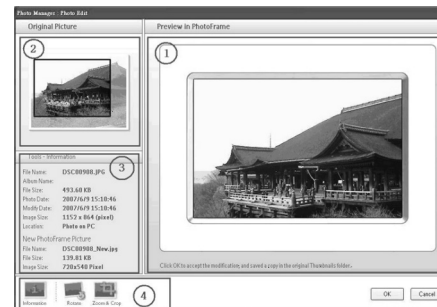 Photo Manager - Photo Edit
Original Picture
Preview in PhotoFrame
2
1
Tools - Information
3
File Name: DSC00988.JPG
Album Name:
File Size: 493.60 KB
Photo Date: 2007/6/9 15:10:46
Modify Date: 2007/6/9 15:10:46
Image Size: 1152 x 864 (pixel)
Location: Photo on PC
New PhotoFrame Picture
File Name: DSC00988_New.jpg
File Size: 139.81 KB
Image Size: 720x540 Pixel
Click OK to accept the modification, and saved a copy in the original Thumbnails folder.
Information
Rotate
Zoom & Crop
4
OK
Cancel